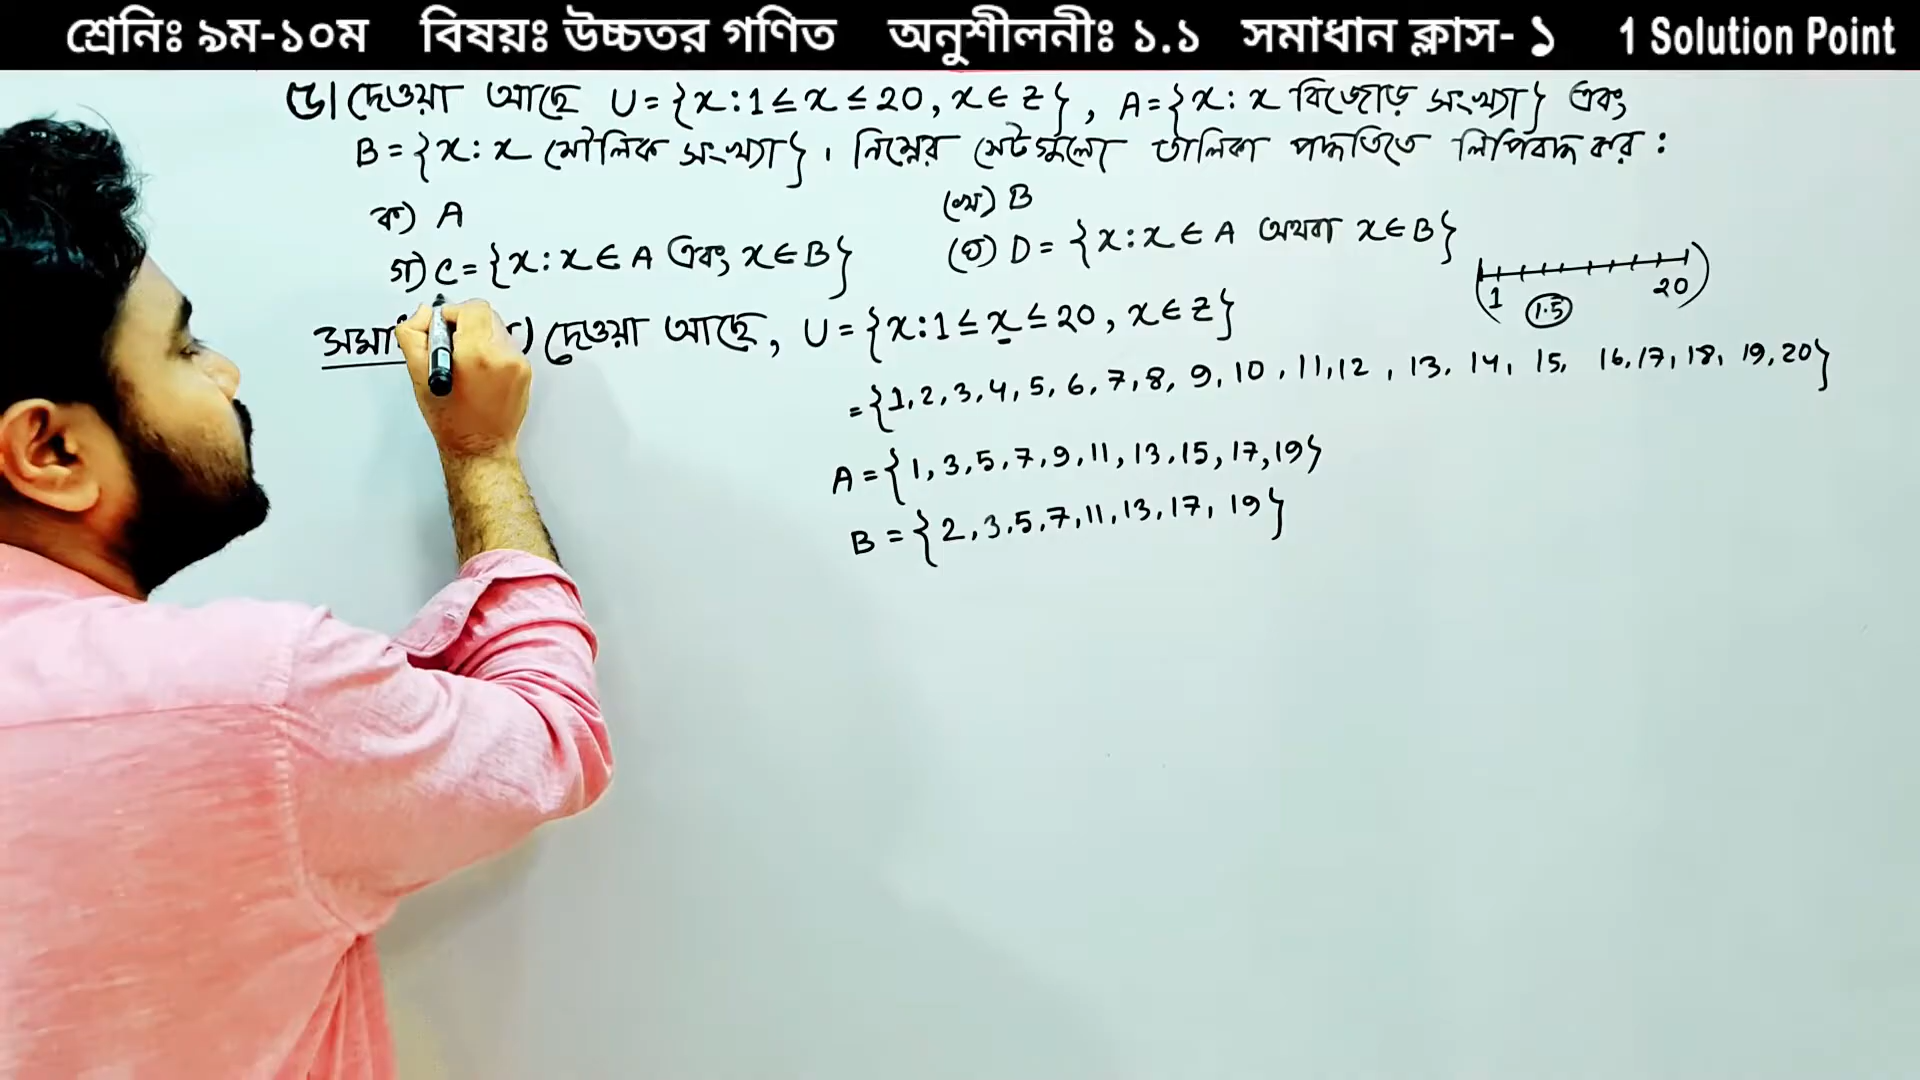 শ্রেনিঃ ৯ম-১০ম বিষয়ঃ উচ্চতর গণিত অনুশীলনীঃ ১.১ সমাধান ক্লাস- ১ 1 Solution Point
৫। দেওয়া আছে U = {x : 1 ≤ x ≤ 20, x ∈ Z}, A = {x : x বিজোড় সংখ্যা} এবং
B = {x : x মৌলিক সংখ্যা}। নিম্নের সেটগুলো তালিকা পদ্ধতিতে লিপিবদ্ধ কর :
ক) A (খ) B
গ) C = {x : x ∈ A এবং x ∈ B} (ঘ) D = {x : x ∈ A অথবা x ∈ B}
1 1.5 20
দেওয়া আছে, U = {x : 1 ≤ x ≤ 20, x ∈ Z}
= {1, 2, 3, 4, 5, 6, 7, 8, 9, 10, 11, 12, 13, 14, 15, 16, 17, 18, 19, 20}
A = {1, 3, 5, 7, 9, 11, 13, 15, 17, 19}
B = {2, 3, 5, 7, 11, 13, 17, 19}